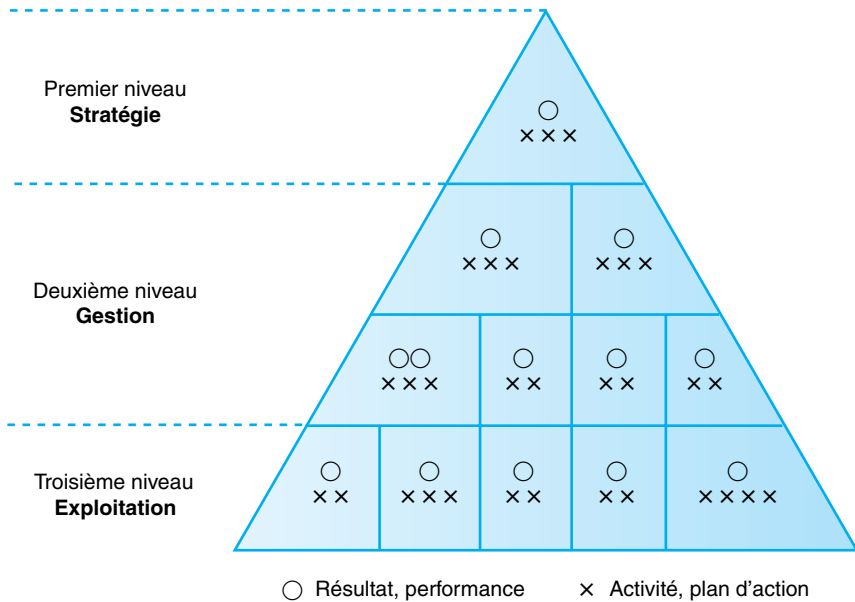 Premier niveau
Stratégie
Deuxième niveau
Gestion
Troisième niveau
Exploitation
○ Résultat, performance × Activité, plan d'action